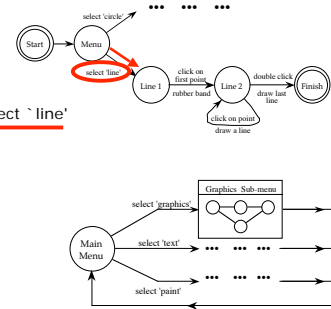 select 'circle'
Start
Menu
select 'line'
Line 1
click on
first point
rubber band
Line 2
double click
draw last
line
Finish
click on point
draw a line
ect `line'
Graphics Sub-menu
select 'graphics'
Main
Menu
select 'text'
select 'paint'